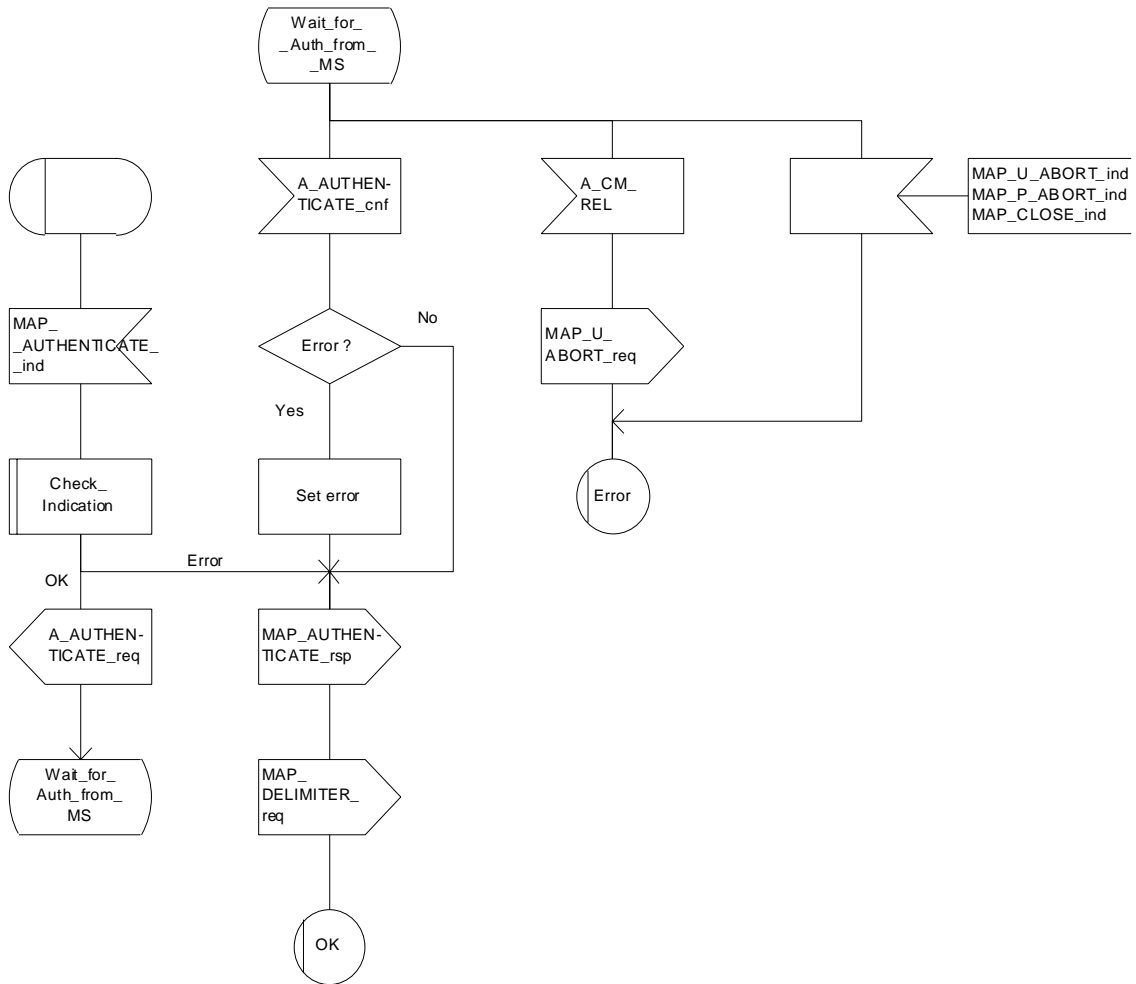 Wait_for_
_Auth_from_
_MS
A_AUTHEN-
TICATE_cnf
A_CM_
REL
MAP_U_ABORT_ind
MAP_P_ABORT_ind
MAP_CLOSE_ind
MAP_
_AUTHENTICATE_
_ind
Error ?
No
Yes
MAP_U_
ABORT_req
Check_
Indication
Set error
Error
Error
OK
A_AUTHEN-
TICATE_req
MAP_AUTHEN-
TICATE_rsp
Wait_for_
Auth_from_
MS
MAP_
DELIMITER_
req
OK